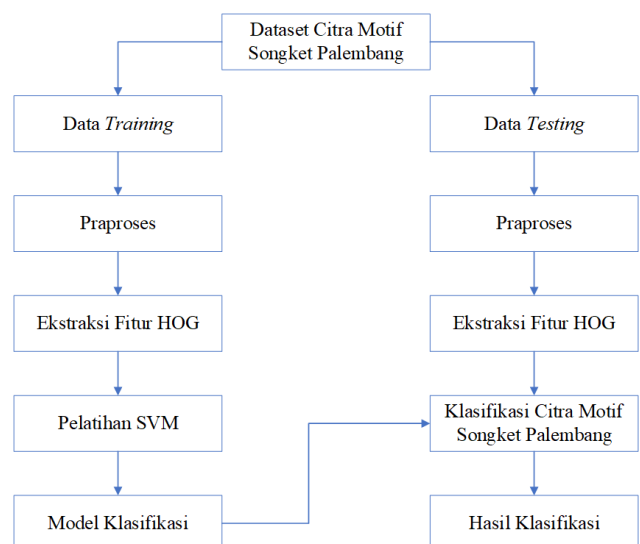 Dataset Citra Motif
Songket Palembang
Data Training
Data Testing
Praproses
Praproses
Ekstraksi Fitur HOG
Ekstraksi Fitur HOG
Pelatihan SVM
Klasifikasi Citra Motif
Songket Palembang
Model Klasifikasi
Hasil Klasifikasi